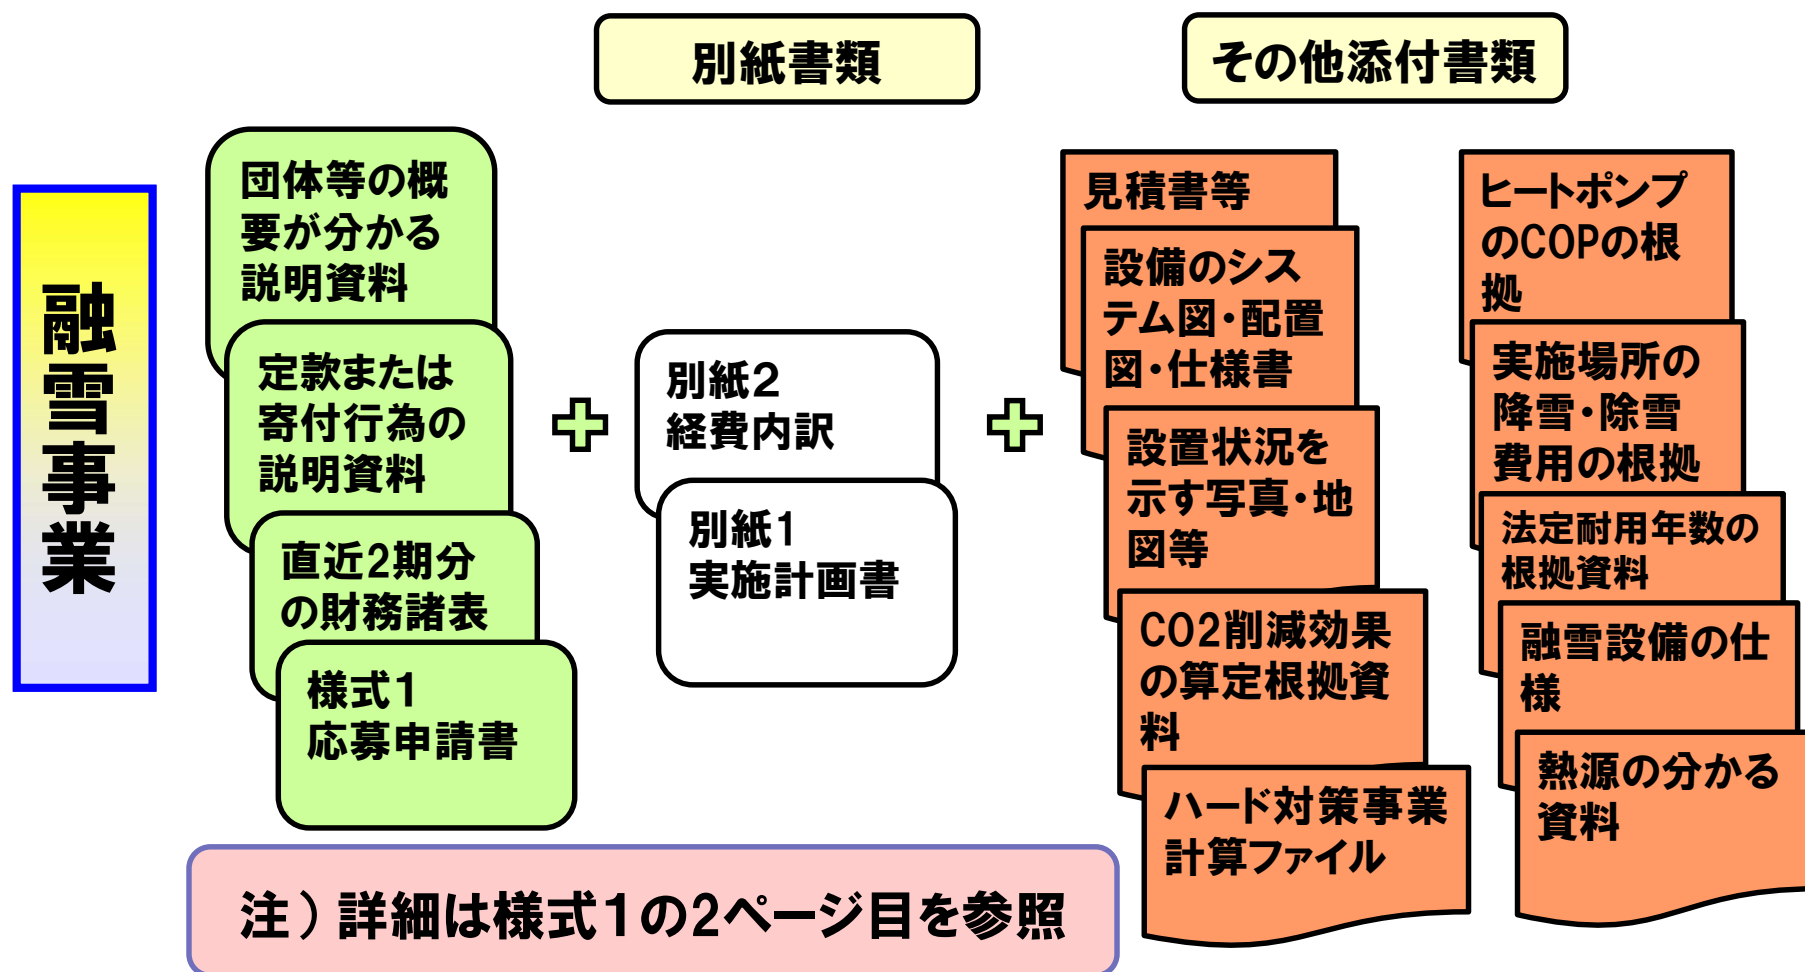 別紙書類
その他添付書類
融雪事業
団体等の概
要が分かる
説明資料
定款または
寄付行為の
説明資料
直近2期分
の財務諸表
様式1
応募申請書
別紙2
経費内訳
別紙1
実施計画書
見積書等
設備のシス
テム図・配置
図・仕様書
設置状況を
示す写真・地
図等
CO2削減効果
の算定根拠資
料
ハード対策事業
計算ファイル
ヒートポンプ
のCOPの根
拠
実施場所の
降雪・除雪
費用の根拠
法定耐用年数の
根拠資料
融雪設備の仕
様
熱源の分かる
資料
注）詳細は様式1の2ページ目を参照